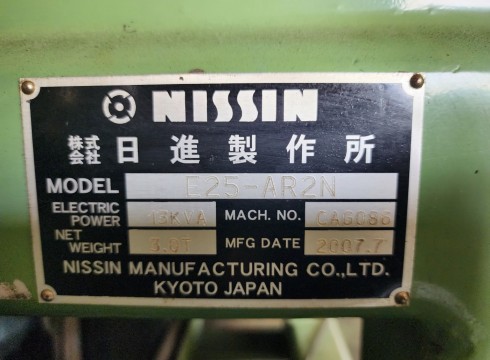 NISSIN
株式会社 日進製作所
MODEL E25-AR2N
ELECTRIC POWER 13KVA MACH. NO. CA6086
NET WEIGHT 3.0T MFG DATE 2007.7
NISSIN MANUFACTURING CO.,LTD.
KYOTO JAPAN